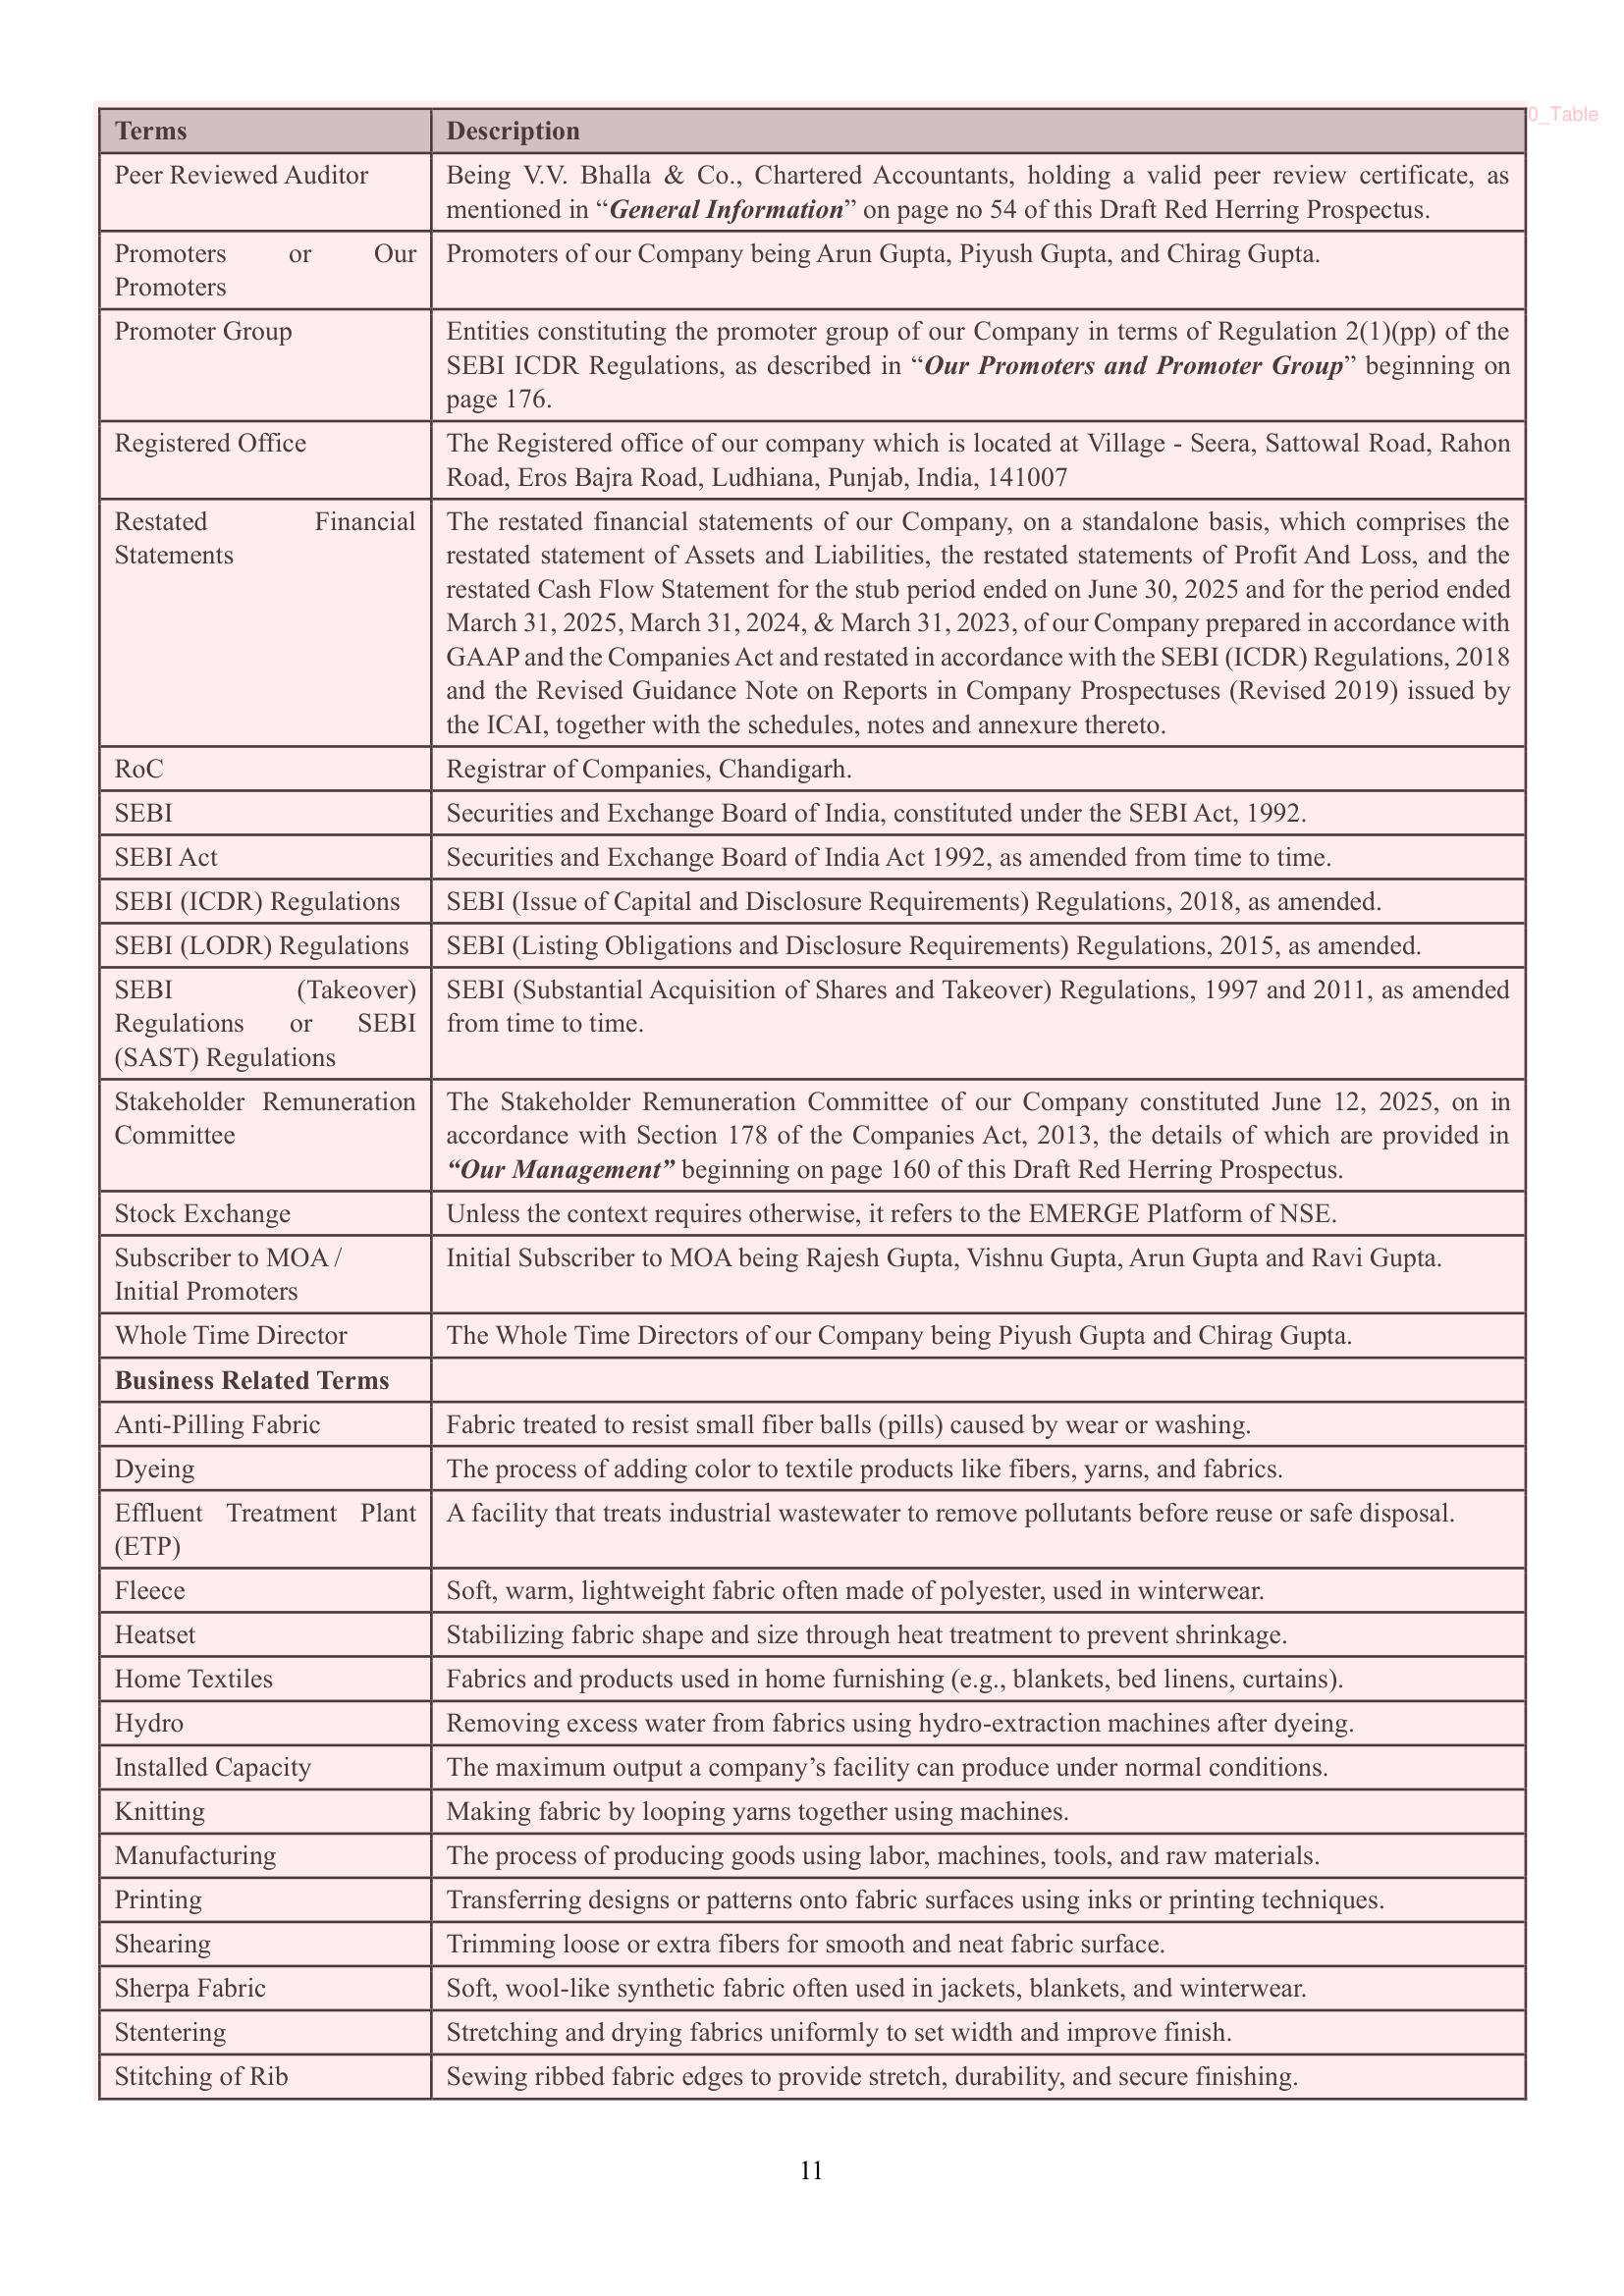 0_Table
Terms Description
Peer Reviewed Auditor Being V.V. Bhalla & Co., Chartered Accountants, holding a valid peer review certificate, as
mentioned in “General Information” on page no 54 of this Draft Red Herring Prospectus.
Promoters or Our Promoters of our Company being Arun Gupta, Piyush Gupta, and Chirag Gupta.
Promoters
Promoter Group Entities constituting the promoter group of our Company in terms of Regulation 2(1)(pp) of the
SEBI ICDR Regulations, as described in “Our Promoters and Promoter Group” beginning on
page 176.
Registered Office The Registered office of our company which is located at Village - Seera, Sattowal Road, Rahon
Road, Eros Bajra Road, Ludhiana, Punjab, India, 141007
Restated Financial The restated financial statements of our Company, on a standalone basis, which comprises the
Statements restated statement of Assets and Liabilities, the restated statements of Profit And Loss, and the
restated Cash Flow Statement for the stub period ended on June 30, 2025 and for the period ended
March 31, 2025, March 31, 2024, & March 31, 2023, of our Company prepared in accordance with
GAAP and the Companies Act and restated in accordance with the SEBI (ICDR) Regulations, 2018
and the Revised Guidance Note on Reports in Company Prospectuses (Revised 2019) issued by
the ICAI, together with the schedules, notes and annexure thereto.
RoC Registrar of Companies, Chandigarh.
SEBI Securities and Exchange Board of India, constituted under the SEBI Act, 1992.
SEBI Act Securities and Exchange Board of India Act 1992, as amended from time to time.
SEBI (ICDR) Regulations SEBI (Issue of Capital and Disclosure Requirements) Regulations, 2018, as amended.
SEBI (LODR) Regulations SEBI (Listing Obligations and Disclosure Requirements) Regulations, 2015, as amended.
SEBI (Takeover) SEBI (Substantial Acquisition of Shares and Takeover) Regulations, 1997 and 2011, as amended
Regulations or SEBI from time to time.
(SAST) Regulations
Stakeholder Remuneration The Stakeholder Remuneration Committee of our Company constituted June 12, 2025, on in
Committee accordance with Section 178 of the Companies Act, 2013, the details of which are provided in
“Our Management” beginning on page 160 of this Draft Red Herring Prospectus.
Stock Exchange Unless the context requires otherwise, it refers to the EMERGE Platform of NSE.
Subscriber to MOA / Initial Subscriber to MOA being Rajesh Gupta, Vishnu Gupta, Arun Gupta and Ravi Gupta.
Initial Promoters
Whole Time Director The Whole Time Directors of our Company being Piyush Gupta and Chirag Gupta.
Business Related Terms
Anti-Pilling Fabric Fabric treated to resist small fiber balls (pills) caused by wear or washing.
Dyeing The process of adding color to textile products like fibers, yarns, and fabrics.
Effluent Treatment Plant A facility that treats industrial wastewater to remove pollutants before reuse or safe disposal.
(ETP)
Fleece Soft, warm, lightweight fabric often made of polyester, used in winterwear.
Heatset Stabilizing fabric shape and size through heat treatment to prevent shrinkage.
Home Textiles Fabrics and products used in home furnishing (e.g., blankets, bed linens, curtains).
Hydro Removing excess water from fabrics using hydro-extraction machines after dyeing.
Installed Capacity The maximum output a company’s facility can produce under normal conditions.
Knitting Making fabric by looping yarns together using machines.
Manufacturing The process of producing goods using labor, machines, tools, and raw materials.
Printing Transferring designs or patterns onto fabric surfaces using inks or printing techniques.
Shearing Trimming loose or extra fibers for smooth and neat fabric surface.
Sherpa Fabric Soft, wool-like synthetic fabric often used in jackets, blankets, and winterwear.
Stentering Stretching and drying fabrics uniformly to set width and improve finish.
Stitching of Rib Sewing ribbed fabric edges to provide stretch, durability, and secure finishing.
11